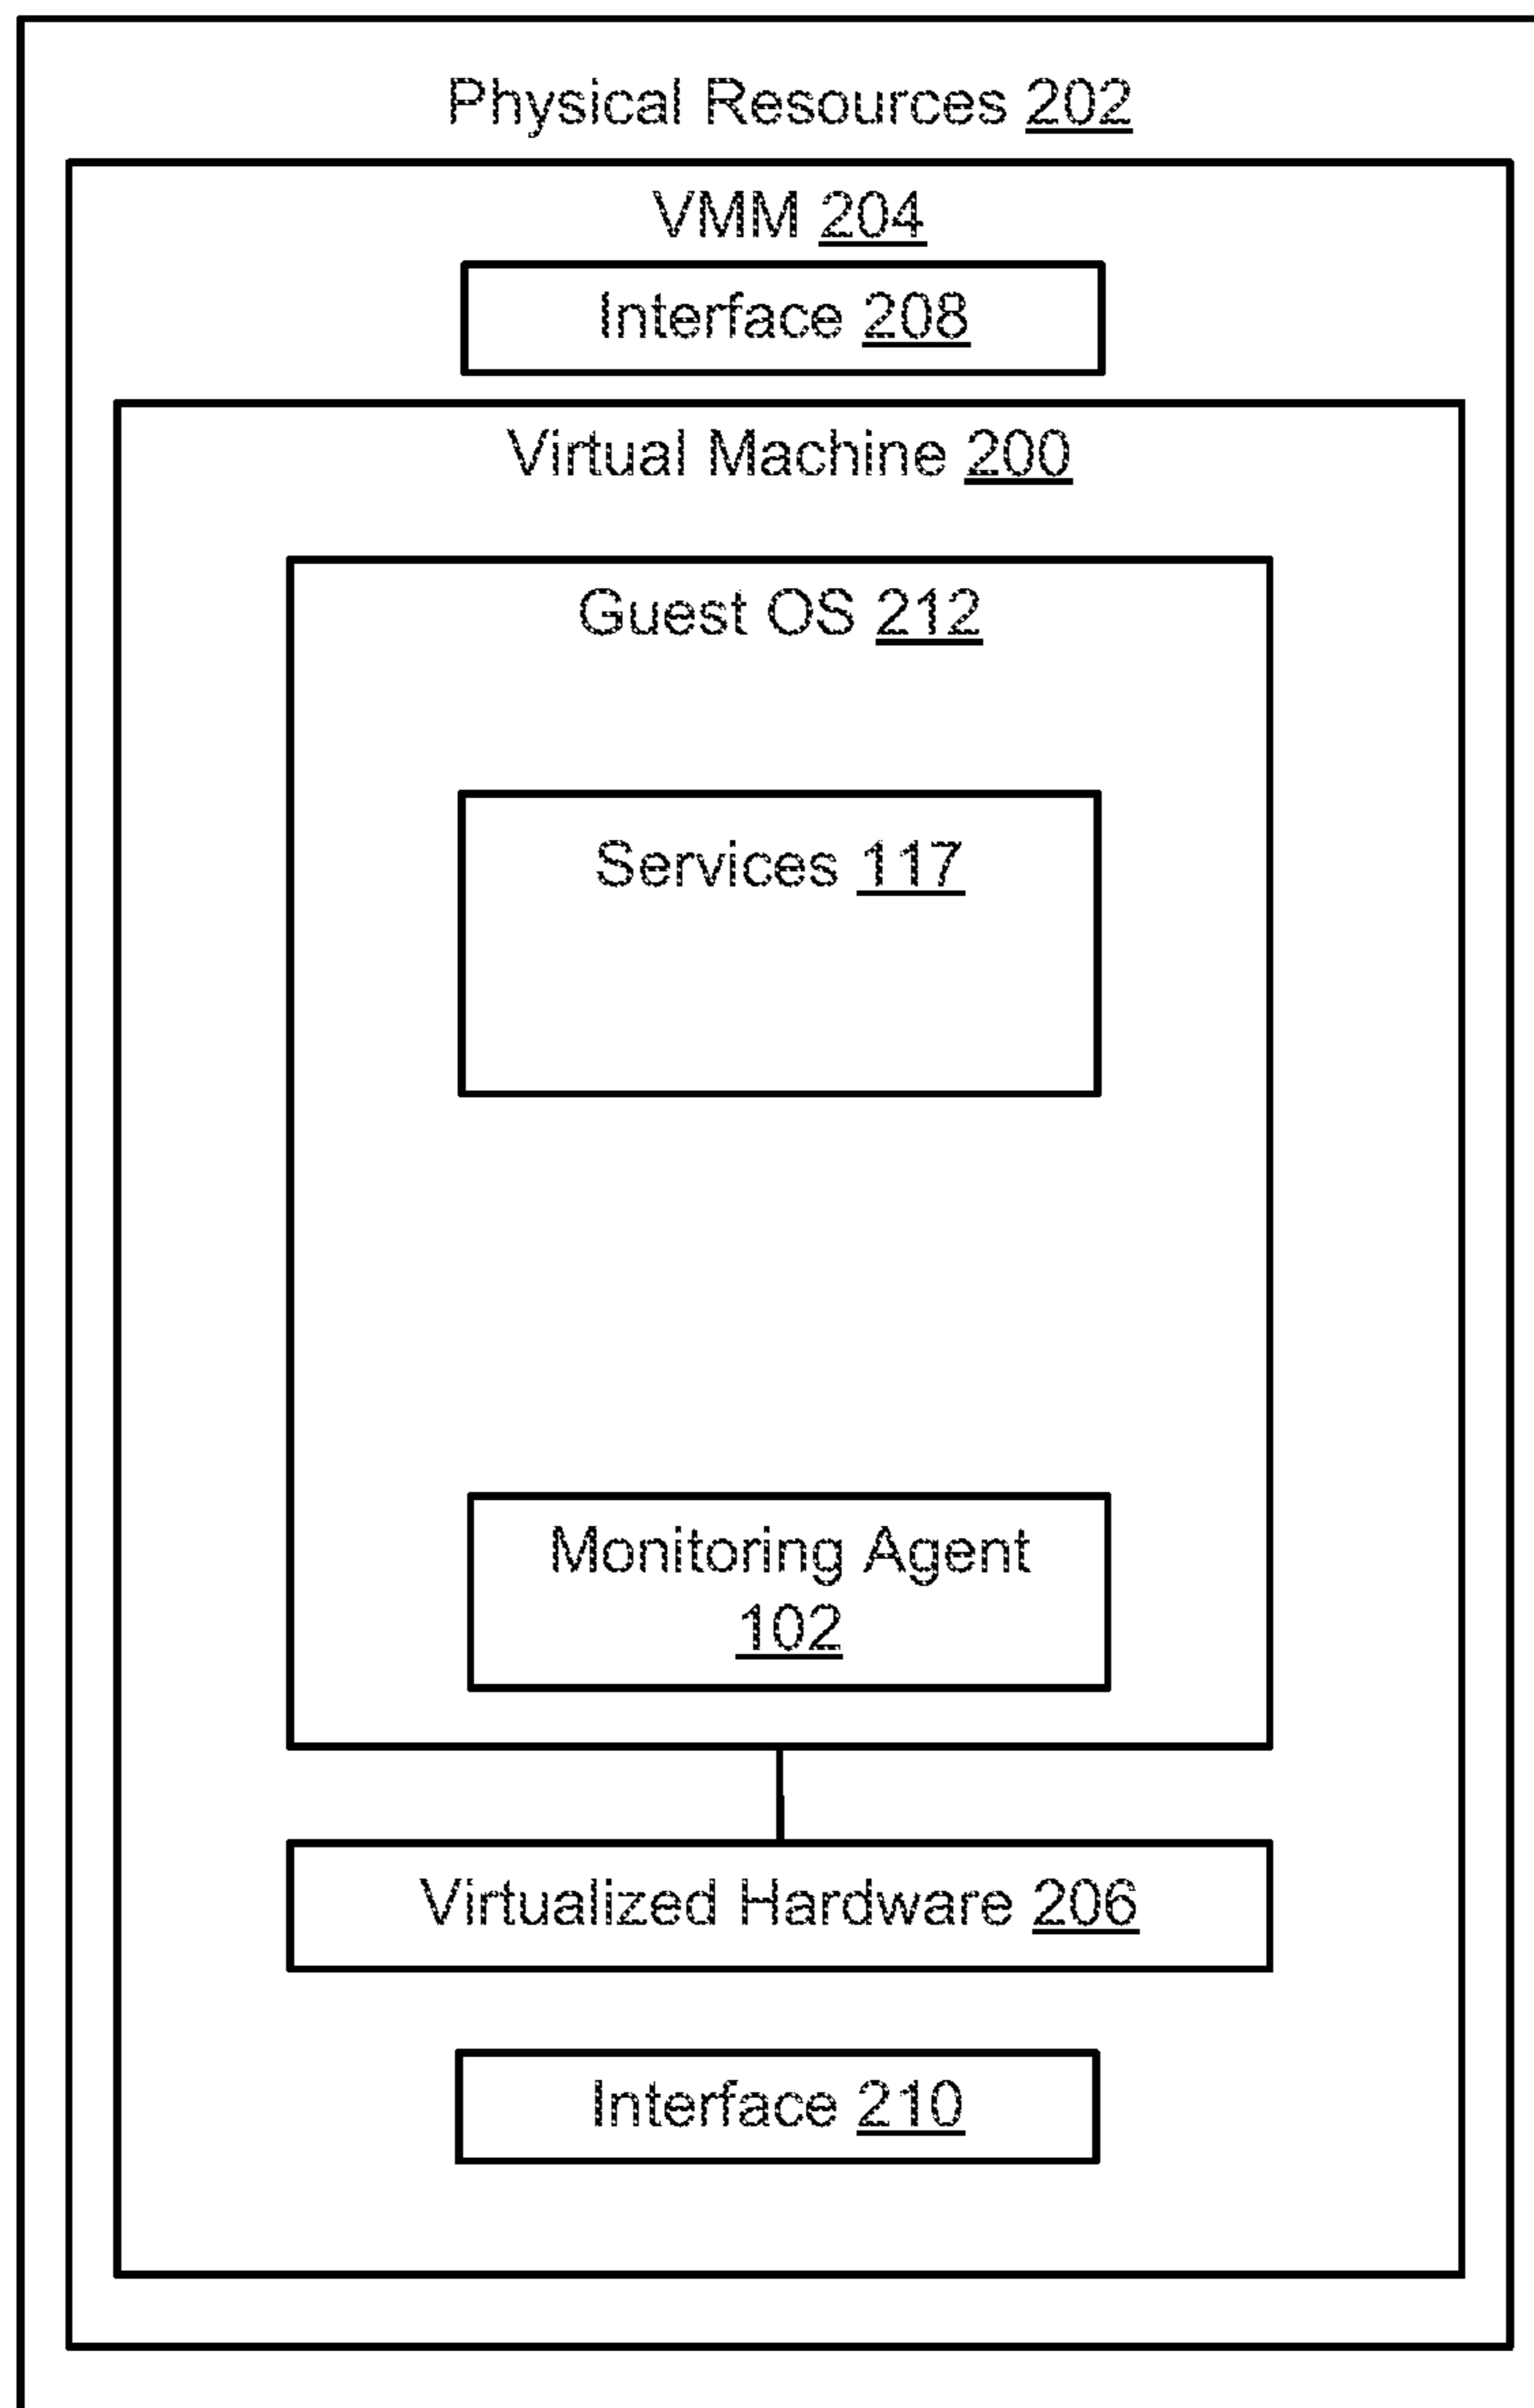 Physical Resources 202
VMM 204
Interface 208
Virtual Machine 200
Guest OS 212
Services 117
Monitoring Agent
102
Virtualized Hardware 206
Interface 210